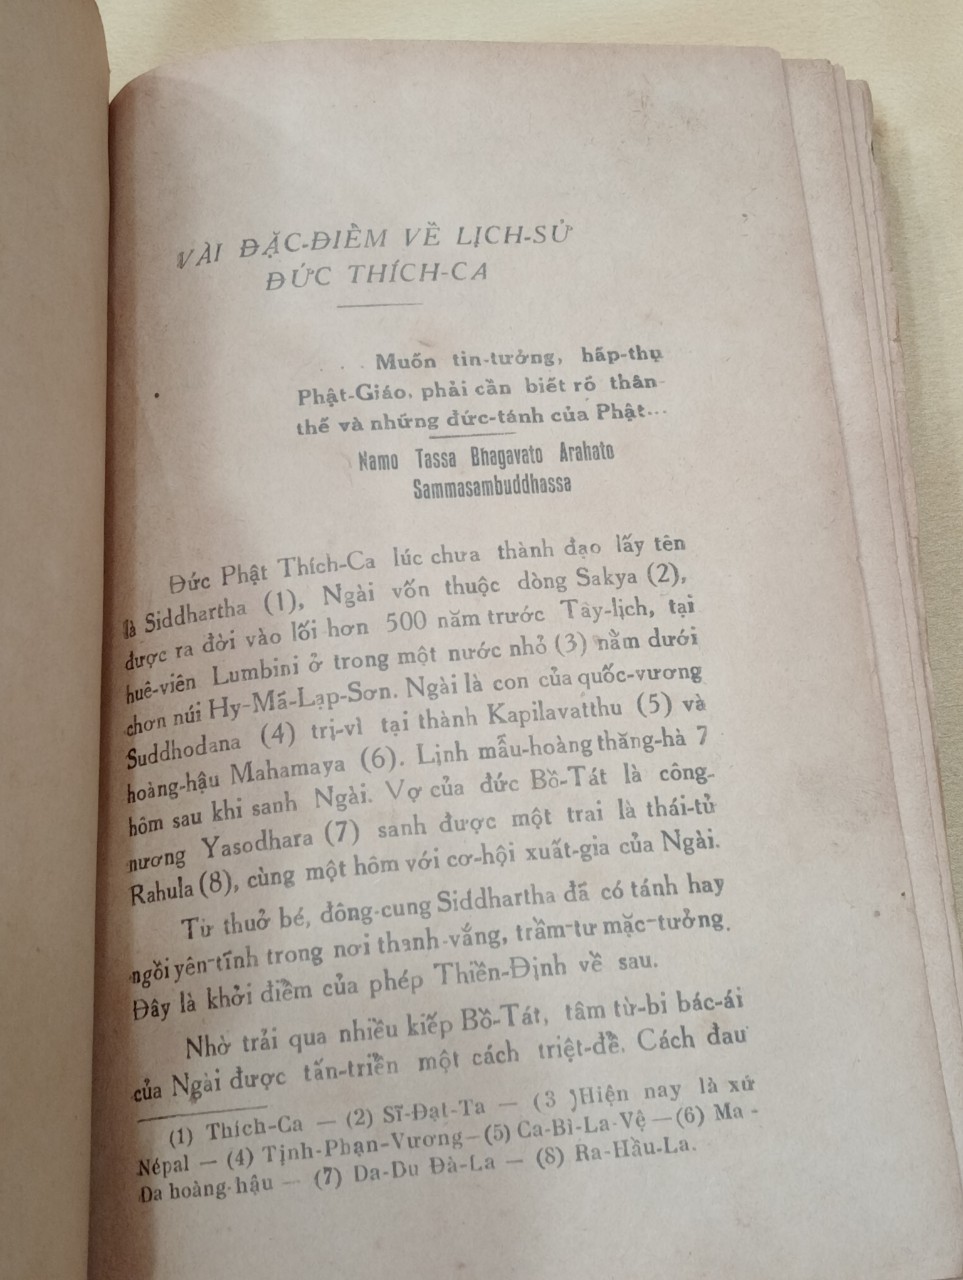 VÀI ĐẶC-ĐIỂM VỀ LỊCH-SỬ
ĐỨC THÍCH-CA
... Muốn tin-tưởng, hấp-thụ
Phật-Giáo, phải cần biết rõ thân
thế và những đức-tánh của Phật...
Namo Tassa Bhagavato Arahato
Sammasambuddhassa
Đức Phật Thích-Ca lúc chưa thành đạo lấy tên
là Siddhartha (1), Ngài vốn thuộc dòng Sakya (2),
được ra đời vào lối hơn 500 năm trước Tây-lịch, tại
huê-viên Lumbini ở trong một nước nhỏ (3) nằm dưới
chơn núi Hy-Mã-Lạp-Sơn. Ngài là con của quốc-vương
Suddhodana (4) trị-vì tại thành Kapilavatthu (5) và
hoàng-hậu Mahamaya (6). Lịnh mẫu-hoàng thăng-hà 7
hôm sau khi sanh Ngài. Vợ của đức Bồ-Tát là công-
nương Yasodhara (7) sanh được một trai là thái-tử
Rahula (8), cùng một hôm với cơ-hội xuất-gia của Ngài.
Từ thuở bé, đông-cung Siddhartha đã có tánh hay
ngồi yên-tĩnh trong nơi thanh-vắng, trầm-tư mặc-tưởng.
Đây là khởi điểm của phép Thiền-Định về sau.
Nhờ trải qua nhiều kiếp Bồ-Tát, tâm từ-bi bác-ái
của Ngài được tấn-triển một cách triệt-để. Cách đau
(1) Thích-Ca — (2) Sĩ-Đạt-Ta — (3 )Hiện nay là xứ
Népal — (4) Tịnh-Phạn-Vương — (5) Ca-Bì-La-Vệ — (6) Ma -
Da hoàng-hậu — (7) Da-Du Đà-La — (8) Ra-Hầu-La.